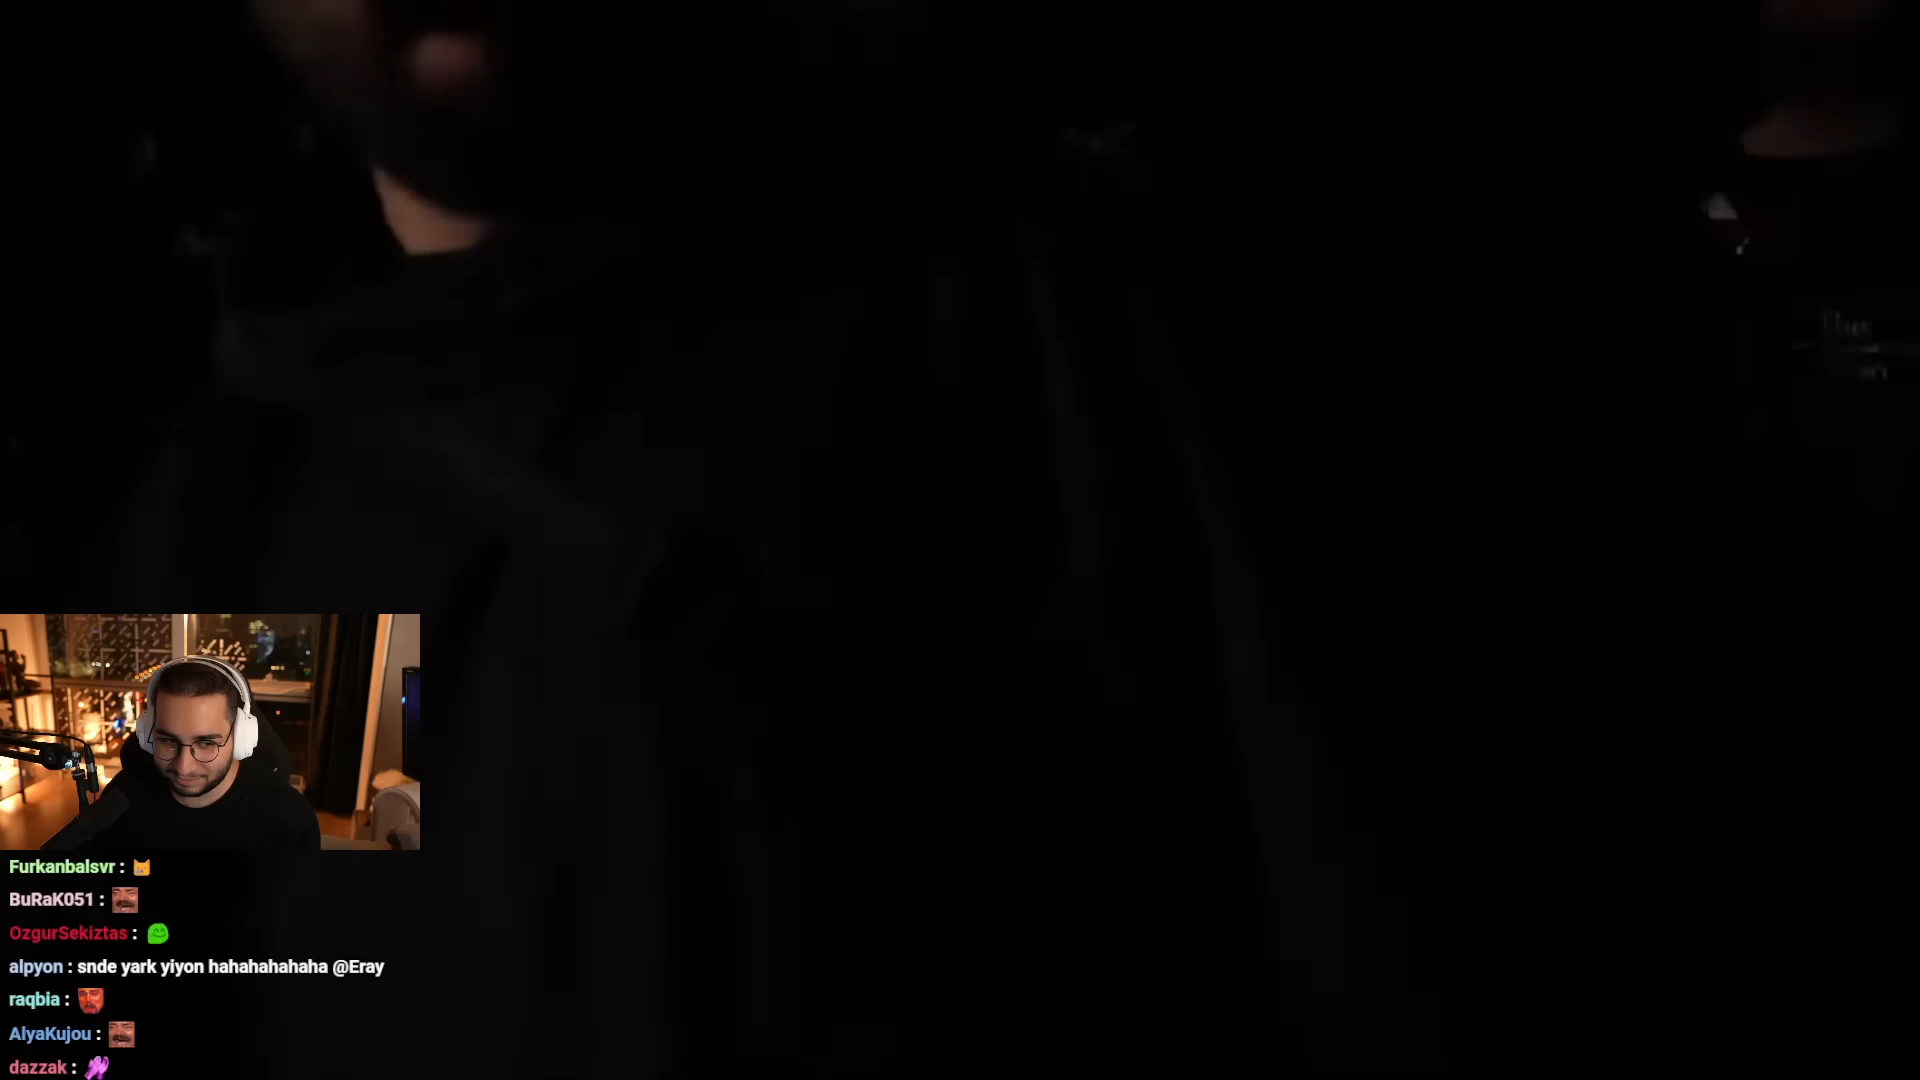 Furkanbalsvr :
BuRaK051 :
OzgurSekiztas :
alpyon : snde yark yiyon hahahahahaha @Eray
raqbia :
AlyaKujou :
dazzak :